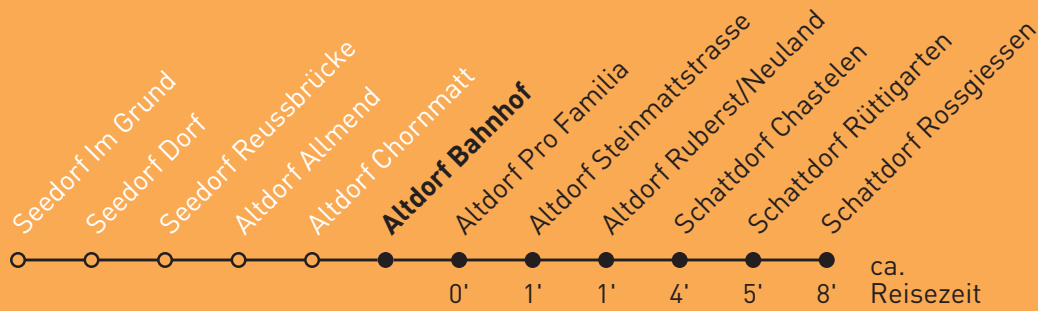 Seedorf Im Grund
Seedorf Dorf
Seedorf Reussbrücke
Altdorf Allmend
Altdorf Chornmatt
Altdorf Bahnhof
Altdorf Pro Familia
Altdorf Steinmattstrasse
Altdorf Ruberst/Neuland
Schattdorf Chastelen
Schattdorf Rüttigarten
Schattdorf Rossgiessen
0' 1' 1' 4' 5' 8'
ca.
Reisezeit